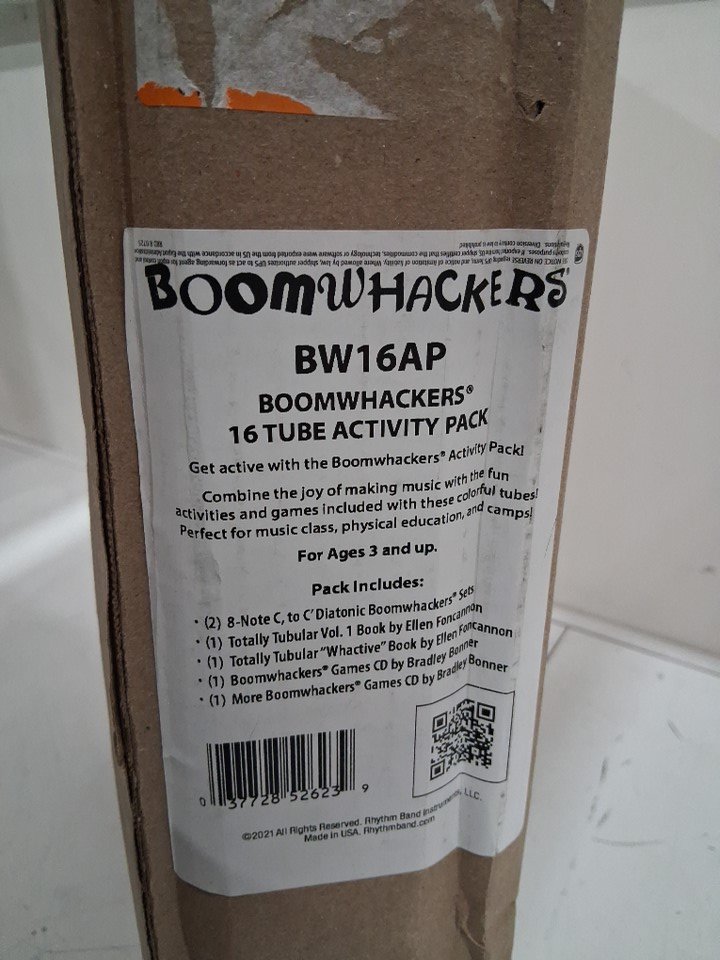 BOOMWHACKERS®
BW16AP
BOOMWHACKERS®
16 TUBE ACTIVITY PACK
Get active with the Boomwhackers® Activity Pack!
Combine the joy of making music with the fun
activities and games included with these colorful tubes!
Perfect for music class, physical education, and camps!
For Ages 3 and up.
Pack Includes:
• (2) 8-Note C, to C' Diatonic Boomwhackers® Sets
• (1) Totally Tubular Vol. 1 Book by Ellen Foncannon
• (1) Totally Tubular "Whactive" Book by Ellen Foncannon
• (1) Boomwhackers® Games CD by Bradley Bonner
• (1) More Boomwhackers® Games CD by Bradley Bonner
0 37728 52623 9
©2021 All Rights Reserved. Rhythm Band Instruments, LLC.
Made in USA. Rhythmband.com